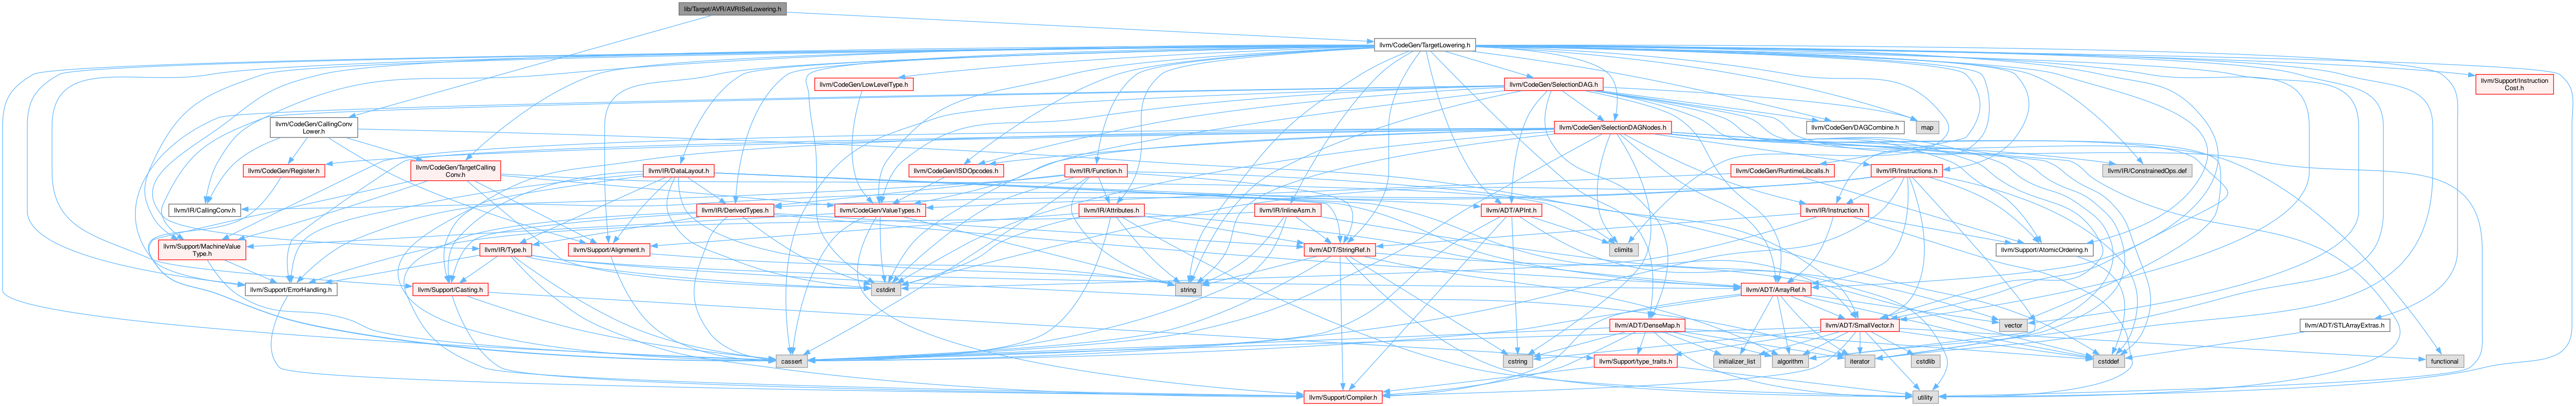 lib/Target/AVR/AVRISelLowering.h
llvm/CodeGen/TargetLowering.h
llvm/CodeGen/LowLevelType.h
llvm/CodeGen/SelectionDAG.h
llvm/Support/Instruction
Cost.h
llvm/CodeGen/CallingConv
Lower.h
llvm/CodeGen/SelectionDAGNodes.h
llvm/CodeGen/DAGCombine.h
map
llvm/CodeGen/Register.h
llvm/CodeGen/TargetCalling
Conv.h
llvm/IR/DataLayout.h
llvm/IR/Function.h
llvm/CodeGen/ISDOpcodes.h
llvm/CodeGen/RuntimeLibcalls.h
llvm/IR/Instructions.h
llvm/IR/ConstrainedOps.def
llvm/IR/CallingConv.h
llvm/IR/DerivedTypes.h
llvm/CodeGen/ValueTypes.h
llvm/IR/Attributes.h
llvm/IR/InlineAsm.h
llvm/ADT/APInt.h
llvm/IR/Instruction.h
llvm/Support/MachineValue
Type.h
llvm/IR/Type.h
llvm/Support/Alignment.h
llvm/ADT/StringRef.h
climits
llvm/Support/AtomicOrdering.h
llvm/Support/ErrorHandling.h
llvm/Support/Casting.h
cstdint
string
llvm/ADT/ArrayRef.h
llvm/ADT/DenseMap.h
llvm/ADT/SmallVector.h
vector
llvm/ADT/STLArrayExtras.h
cassert
cstring
llvm/Support/type_traits.h
initializer_list
algorithm
iterator
cstdlib
cstddef
functional
llvm/Support/Compiler.h
utility